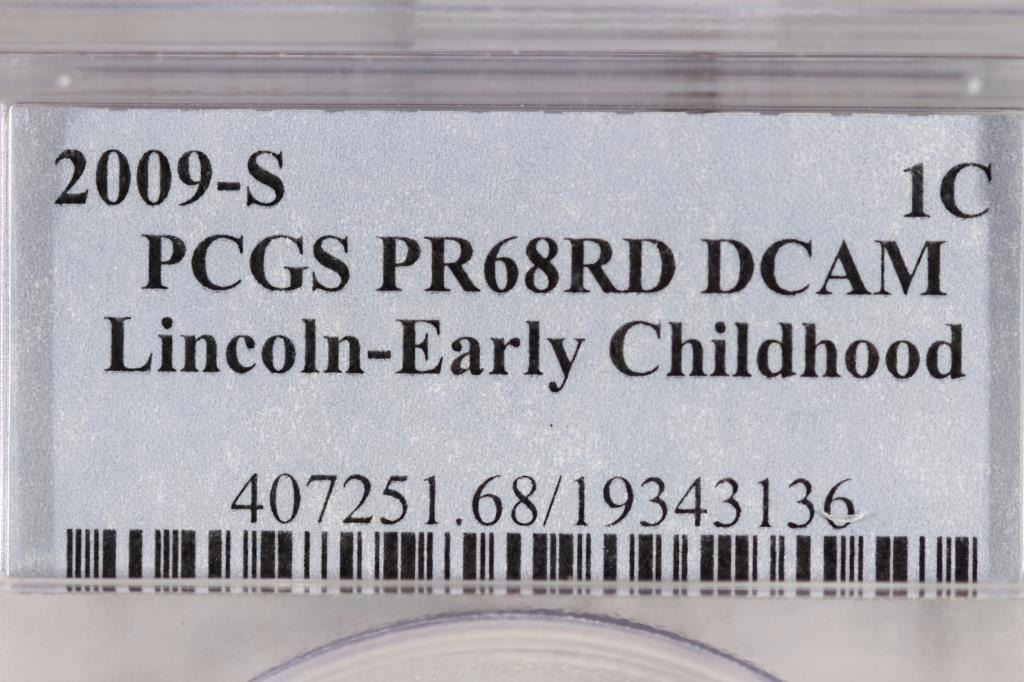 2009-S 1C
PCGS PR68RD DCAM
Lincoln-Early Childhood
407251.68/19343136